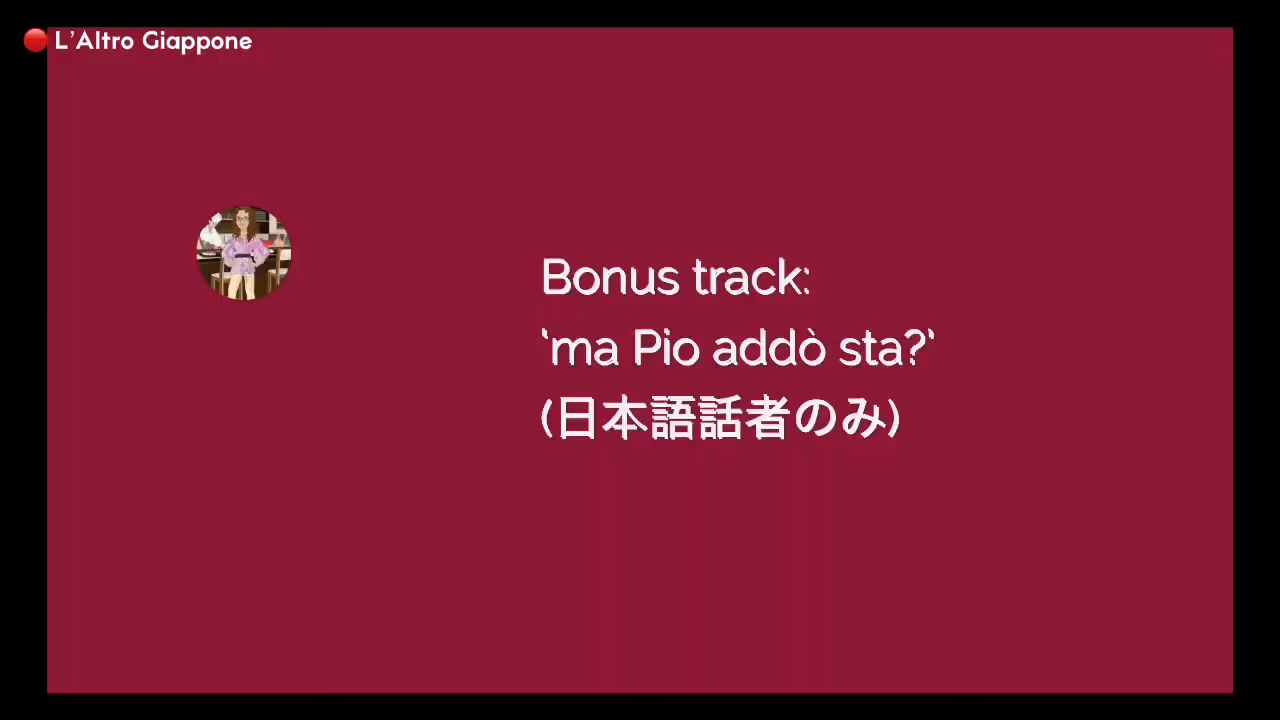 L'Altro Giappone
Bonus track:
‘ma Pio addò sta?’
(日本語話者のみ)